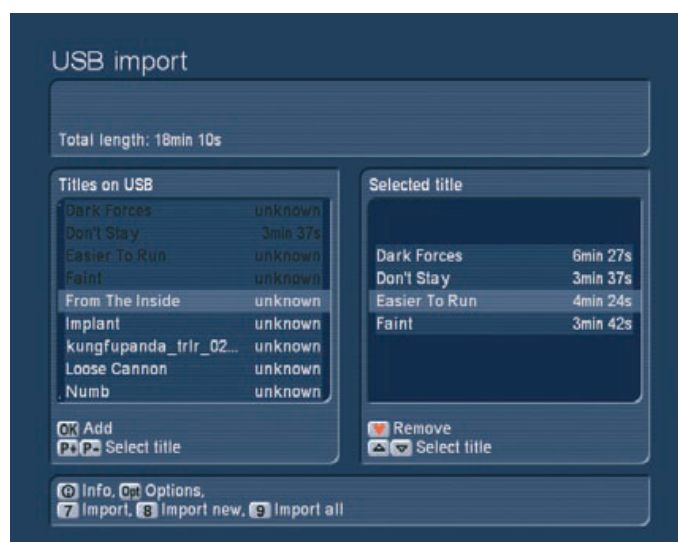 USB import
Total length: 18min 10s
Titles on USB
Dark Forces unknown
Don't Stay 3min 37s
Easier To Run unknown
Faint unknown
From The Inside unknown
Implant unknown
kungfupanda_trlr_02... unknown
Loose Cannon unknown
Numb unknown
OK Add
P+ P- Select title
Selected title
Dark Forces 6min 27s
Don't Stay 3min 37s
Easier To Run 4min 24s
Faint 3min 42s
Remove
Select title
Info, Opt Options,
7 Import, 8 Import new, 9 Import all